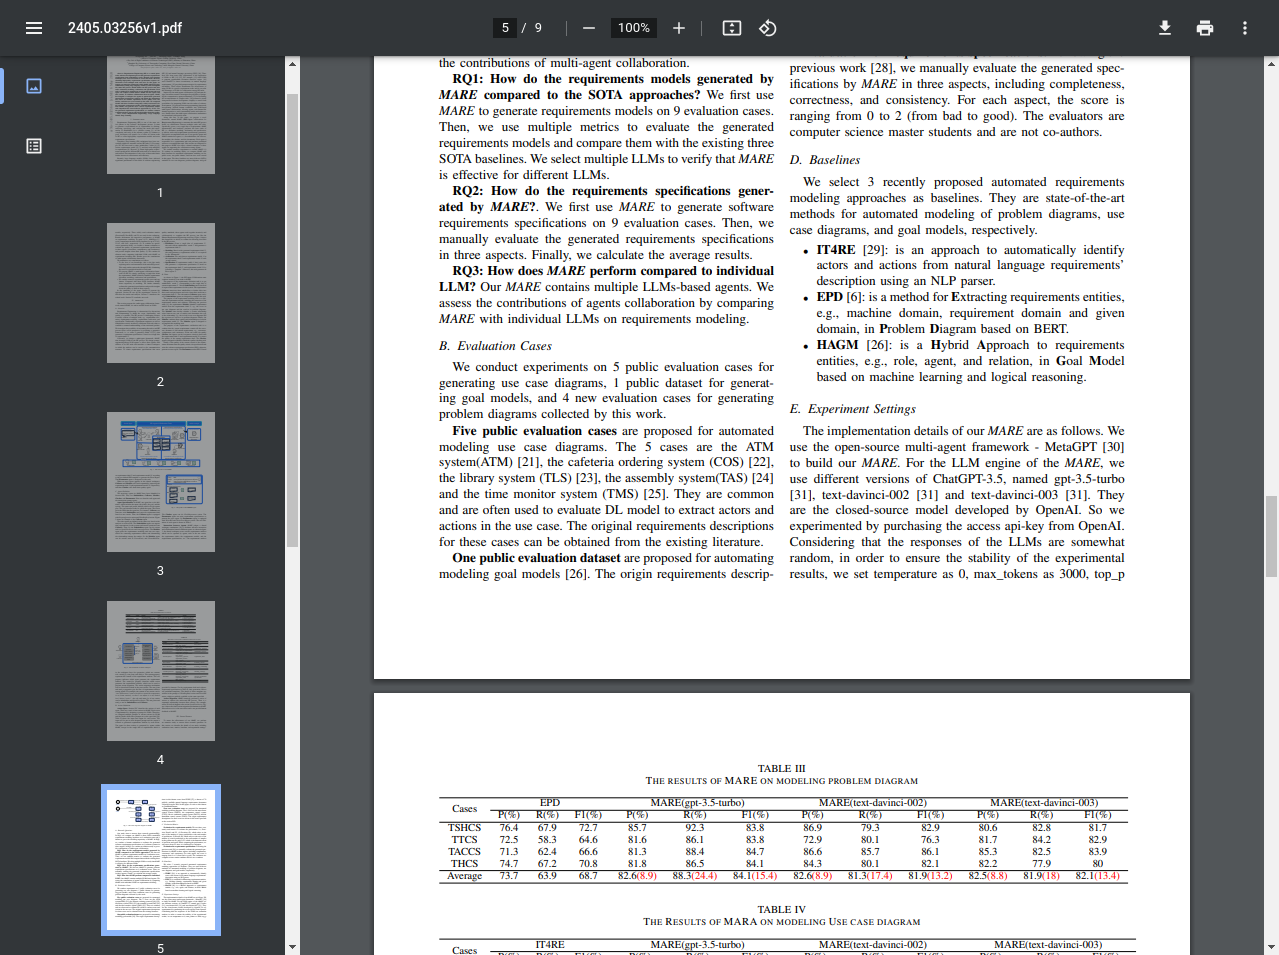 2405.03256v1.pdf
5 / 9
100%
1
2
3
4
5
the contributions of multi-agent collaboration.
RQ1: How do the requirements models generated by
MARE compared to the SOTA approaches? We first use
MARE to generate requirements models on 9 evaluation cases.
Then, we use multiple metrics to evaluate the generated
requirements models and compare them with the existing three
SOTA baselines. We select multiple LLMs to verify that MARE
is effective for different LLMs.
RQ2: How do the requirements specifications gener-
ated by MARE?. We first use MARE to generate software
requirements specifications on 9 evaluation cases. Then, we
manually evaluate the generated requirements specifications
in three aspects. Finally, we calculate the average results.
RQ3: How does MARE perform compared to individual
LLM? Our MARE contains multiple LLMs-based agents. We
assess the contributions of agents collaboration by comparing
MARE with individual LLMs on requirements modeling.
B. Evaluation Cases
We conduct experiments on 5 public evaluation cases for
generating use case diagrams, 1 public dataset for generat-
ing goal models, and 4 new evaluation cases for generating
problem diagrams collected by this work.
Five public evaluation cases are proposed for automated
modeling use case diagrams. The 5 cases are the ATM
system(ATM) [21], the cafeteria ordering system (COS) [22],
the library system (TLS) [23], the assembly system(TAS) [24]
and the time monitor system (TMS) [25]. They are common
and are often used to evaluate DL model to extract actors and
actions in the use case. The original requirements descriptions
for these cases can be obtained from the existing literature.
One public evaluation dataset are proposed for automating
modeling goal models [26]. The origin requirements descrip-
previous work [28], we manually evaluate the generated spec-
ifications by MARE in three aspects, including completeness,
correctness, and consistency. For each aspect, the score is
ranging from 0 to 2 (from bad to good). The evaluators are
computer science master students and are not co-authors.
D. Baselines
We select 3 recently proposed automated requirements
modeling approaches as baselines. They are state-of-the-art
methods for automated modeling of problem diagrams, use
case diagrams, and goal models, respectively.
• IT4RE [29]: is an approach to automatically identify
actors and actions from natural language requirements'
description using an NLP parser.
• EPD [6]: is a method for Extracting requirements entities,
e.g., machine domain, requirement domain and given
domain, in Problem Diagram based on BERT.
• HAGM [26]: is a Hybrid Approach to requirements
entities, e.g., role, agent, and relation, in Goal Model
based on machine learning and logical reasoning.
E. Experiment Settings
The implementation details of our MARE are as follows. We
use the open-source multi-agent framework - MetaGPT [30]
to build our MARE. For the LLM engine of the MARE, we
use different versions of ChatGPT-3.5, named gpt-3.5-turbo
[31], text-davinci-002 [31] and text-davinci-003 [31]. They
are the closed-source model developed by OpenAI. So we
experimented by purchasing the access api-key from OpenAI.
Considering that the responses of the LLMs are somewhat
random, in order to ensure the stability of the experimental
results, we set temperature as 0, max_tokens as 3000, top_p
TABLE III
THE RESULTS OF MARE ON MODELING PROBLEM DIAGRAM
Cases EPD MARE(gpt-3.5-turbo) MARE(text-davinci-002) MARE(text-davinci-003)
P(%) R(%) F1(%) P(%) R(%) F1(%) P(%) R(%) F1(%) P(%) R(%) F1(%)
TSHCS 76.4 67.9 72.7 85.7 92.3 83.8 86.9 79.3 82.9 80.6 82.8 81.7
TTCS 72.5 58.3 64.6 81.6 86.1 83.8 72.9 80.1 76.3 81.7 84.2 82.9
TACCS 71.3 62.4 66.6 81.3 88.4 84.7 86.6 85.7 86.1 85.3 82.5 83.9
THCS 74.7 67.2 70.8 81.8 86.5 84.1 84.3 80.1 82.1 82.2 77.9 80
Average 73.7 63.9 68.7 82.6(8.9) 88.3(24.4) 84.1(15.4) 82.6(8.9) 81.3(17.4) 81.9(13.2) 82.5(8.8) 81.9(18) 82.1(13.4)
TABLE IV
THE RESULTS OF MARA ON MODELING USE CASE DIAGRAM
Cases IT4RE MARE(gpt-3.5-turbo) MARE(text-davinci-002) MARE(text-davinci-003)